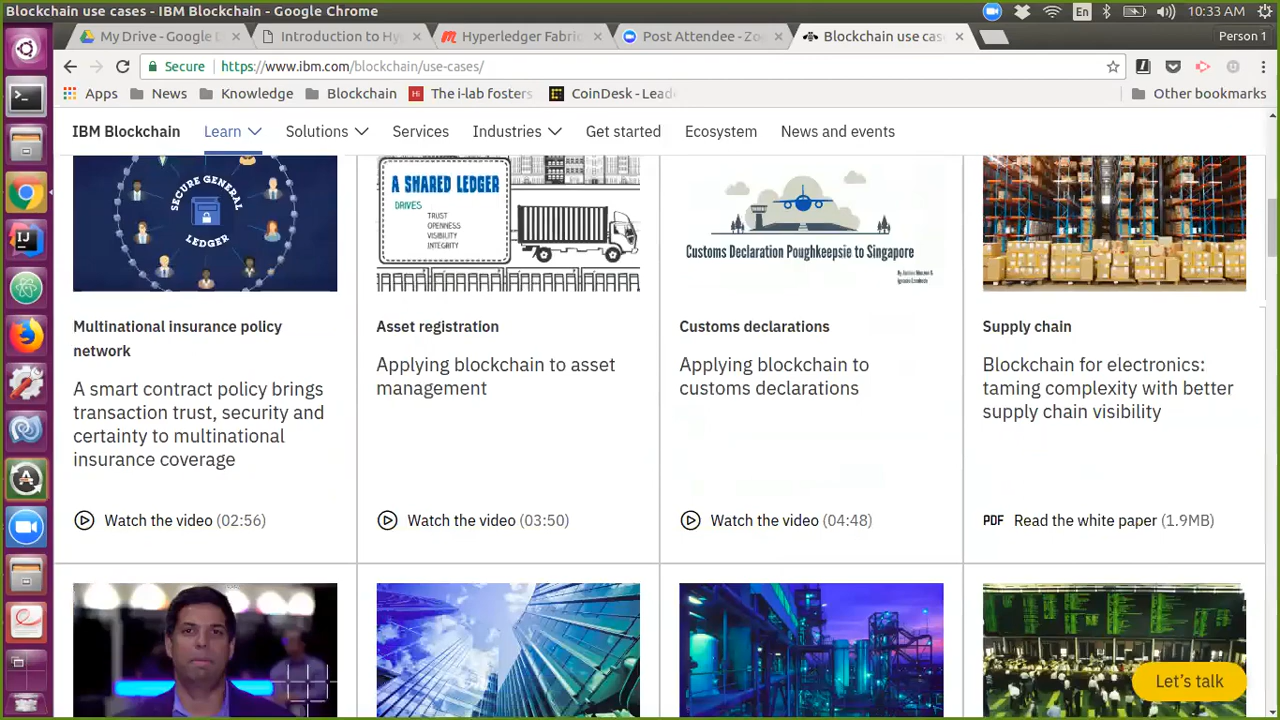 Blockchain use cases - IBM Blockchain - Google Chrome
En
10:33 AM
My Drive - Google D
Introduction to Hyp
Hyperledger Fabric
Post Attendee - Zoo
Blockchain use cas
Person 1
Secure
https://www.ibm.com/blockchain/use-cases/
Apps
News
Knowledge
Blockchain
Hi
The i-lab fosters
CoinDesk - Lead
Other bookmarks
IBM Blockchain
Learn
Solutions
Services
Industries
Get started
Ecosystem
News and events
SECURE GENERAL
LEDGER
A SHARED LEDGER
DRIVES
TRUST
OPENNESS
VISIBILITY
INTEGRITY
Customs Declaration Poughkeepsie to Singapore
Multinational insurance policy
network
A smart contract policy brings
transaction trust, security and
certainty to multinational
insurance coverage
Watch the video (02:56)
Asset registration
Applying blockchain to asset
management
Watch the video (03:50)
Customs declarations
Applying blockchain to
customs declarations
Watch the video (04:48)
Supply chain
Blockchain for electronics:
taming complexity with better
supply chain visibility
PDF Read the white paper (1.9MB)
Let's talk